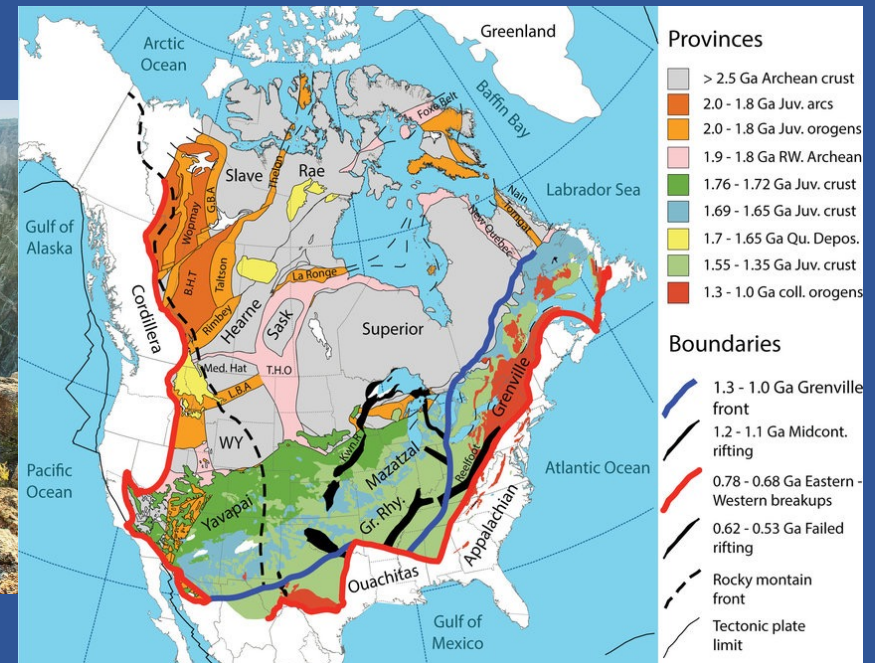 Greenland
Arctic
Ocean
Baffin Bay
Foxe Belt
Slave
Thelon
Rae
Nain
Torngat
Labrador Sea
G.B.A
Wopmay
New Quebec
Gulf of
Alaska
B.H.T
Taltson
La Ronge
Cordillera
Rimbey
Hearne
Sask
Superior
Med. Hat
T.H.O
L.B.A
Grenville
WY
Kwn.R
Mazatzal
Reelfoot
Pacific
Ocean
Atlantic Ocean
Yavapai
Gr. Rhy.
Appalachian
Ouachitas
Gulf of
Mexico
Provinces
> 2.5 Ga Archean crust
2.0 - 1.8 Ga Juv. arcs
2.0 - 1.8 Ga Juv. orogens
1.9 - 1.8 Ga RW. Archean
1.76 - 1.72 Ga Juv. crust
1.69 - 1.65 Ga Juv. crust
1.7 - 1.65 Ga Qu. Depos.
1.55 - 1.35 Ga Juv. crust
1.3 - 1.0 Ga coll. orogens
Boundaries
1.3 - 1.0 Ga Grenville
front
1.2 - 1.1 Ga Midcont.
rifting
0.78 - 0.68 Ga Eastern -
Western breakups
0.62 - 0.53 Ga Failed
rifting
Rocky montain
front
Tectonic plate
limit